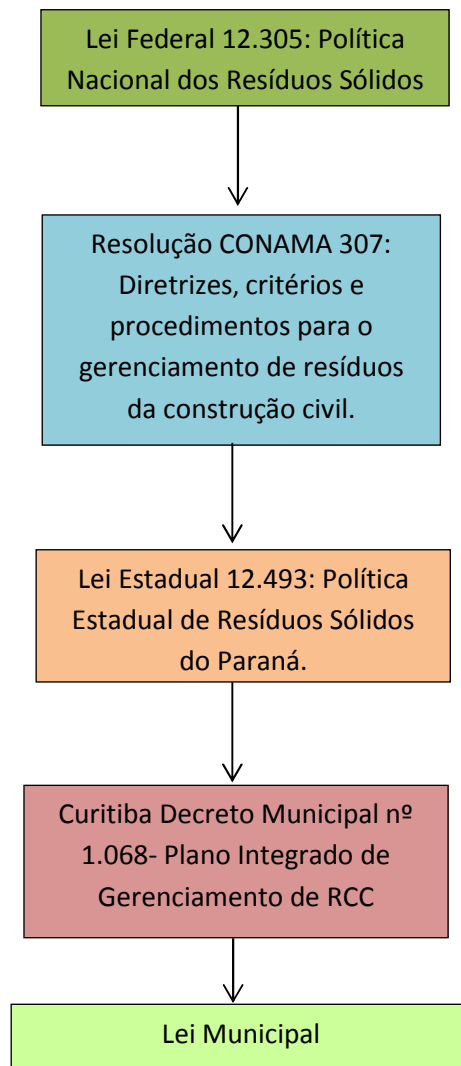 Lei Federal 12.305: Política
Nacional dos Resíduos Sólidos
Resolução CONAMA 307:
Diretrizes, critérios e
procedimentos para o
gerenciamento de resíduos
da construção civil.
Lei Estadual 12.493: Política
Estadual de Resíduos Sólidos
do Paraná.
Curitiba Decreto Municipal nº
1.068- Plano Integrado de
Gerenciamento de RCC
Lei Municipal